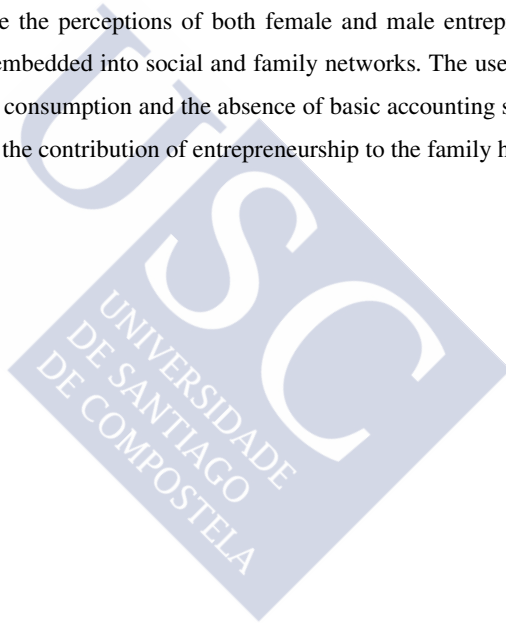 e the perceptions of both female and male entrep
embedded into social and family networks. The use
consumption and the absence of basic accounting s
the contribution of entrepreneurship to the family h
USC
UNIVERSIDADE
DE SANTIAGO
DE COMPOSTELA